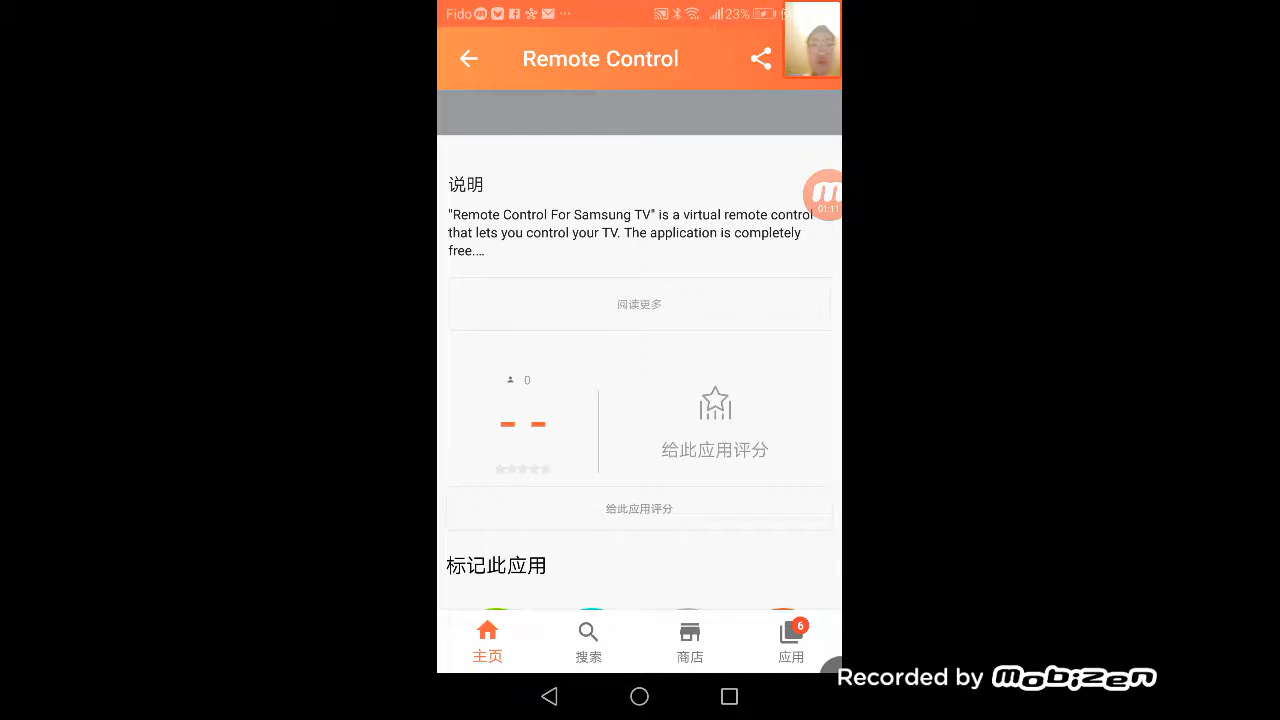 Fido 23%
Remote Control
说明
"Remote Control For Samsung TV" is a virtual remote control
that lets you control your TV. The application is completely
free....
01:11
阅读更多
0
- -
给此应用评分
给此应用评分
标记此应用
6
主页 搜索 商店 应用
Recorded by mobizen